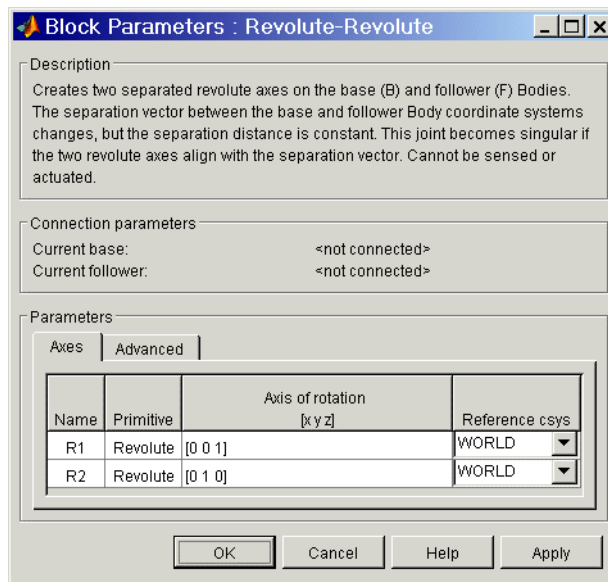 Block Parameters : Revolute-Revolute
Description
Creates two separated revolute axes on the base (B) and follower (F) Bodies.
The separation vector between the base and follower Body coordinate systems
changes, but the separation distance is constant. This joint becomes singular if
the two revolute axes align with the separation vector. Cannot be sensed or
actuated.
Connection parameters
Current base: <not connected>
Current follower: <not connected>
Parameters
Axes Advanced
Axis of rotation
Name Primitive [x y z] Reference csys
R1 Revolute [0 0 1] WORLD
R2 Revolute [0 1 0] WORLD
OK Cancel Help Apply